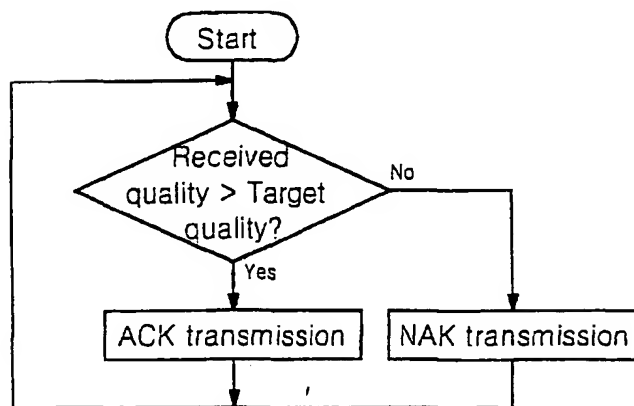 Start
Received
quality > Target
quality?
No
Yes
ACK transmission
NAK transmission